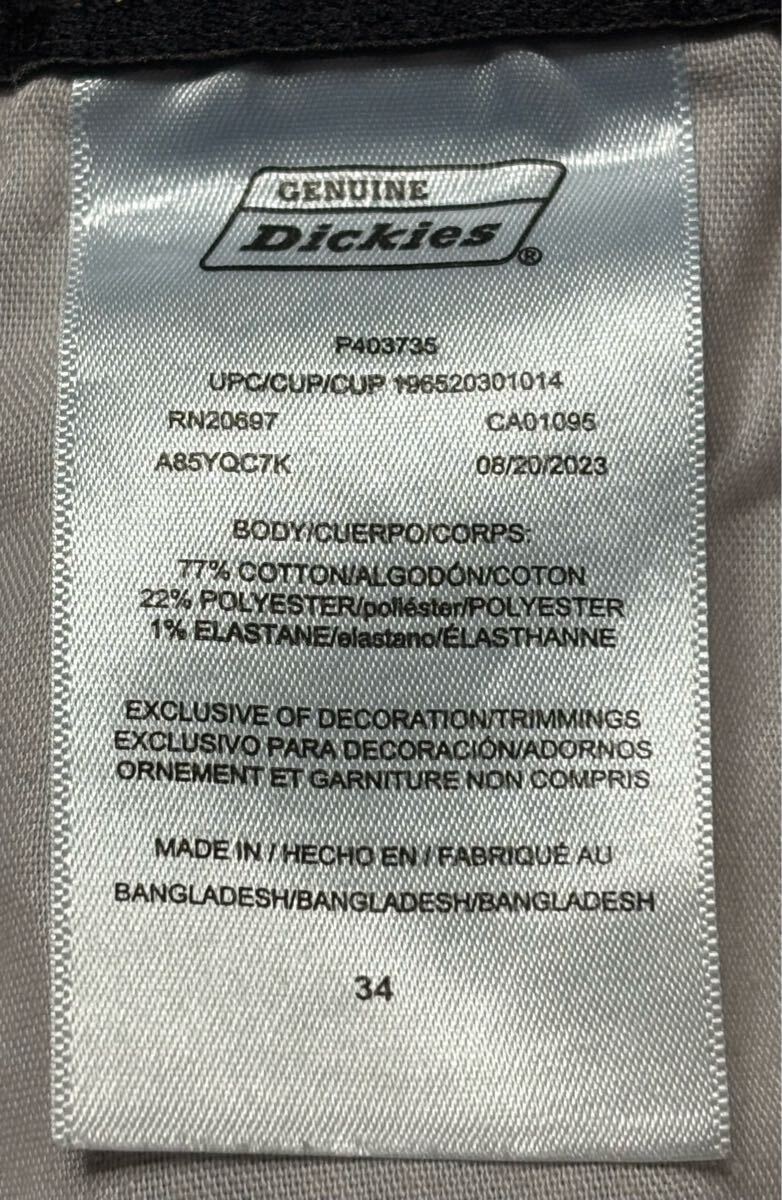 GENUINE
Dickies®
P403735
UPC/CUP/CUP 196520301014
RN20697 CA01095
A85YQC7K 08/20/2023
BODY/CUERPO/CORPS:
77% COTTON/ALGODÓN/COTON
22% POLYESTER/poliéster/POLYESTER
1% ELASTANE/elastano/ÉLASTHANNE
EXCLUSIVE OF DECORATION/TRIMMINGS
EXCLUSIVO PARA DECORACIÓN/ADORNOS
ORNEMENT ET GARNITURE NON COMPRIS
MADE IN / HECHO EN / FABRIQUÉ AU
BANGLADESH/BANGLADESH/BANGLADESH
34